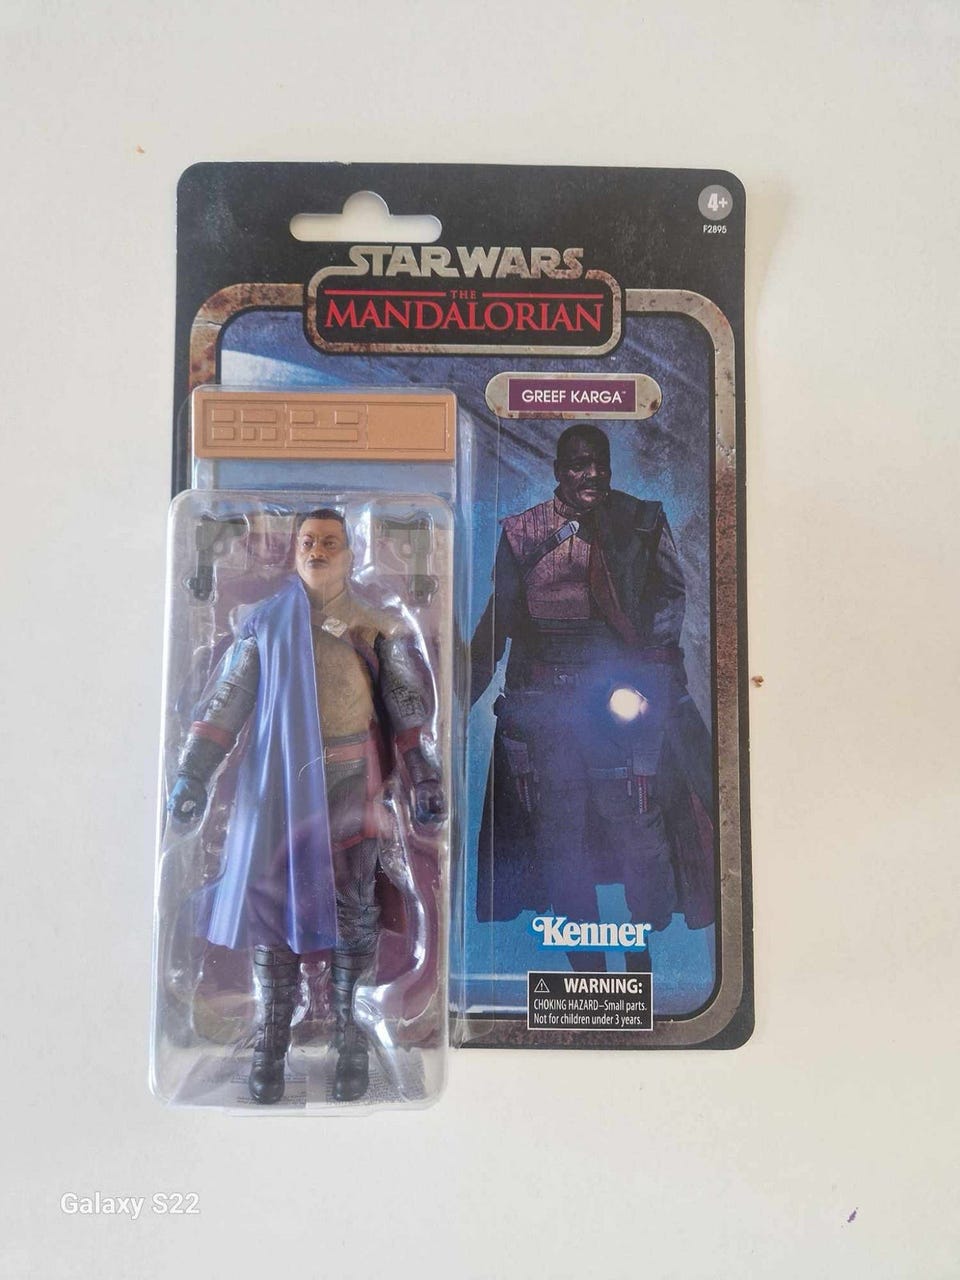 4+
F2895
STAR WARS
THE
MANDALORIAN
GREEF KARGA™
Kenner
WARNING:
CHOKING HAZARD–Small parts.
Not for children under 3 years.
Galaxy S22